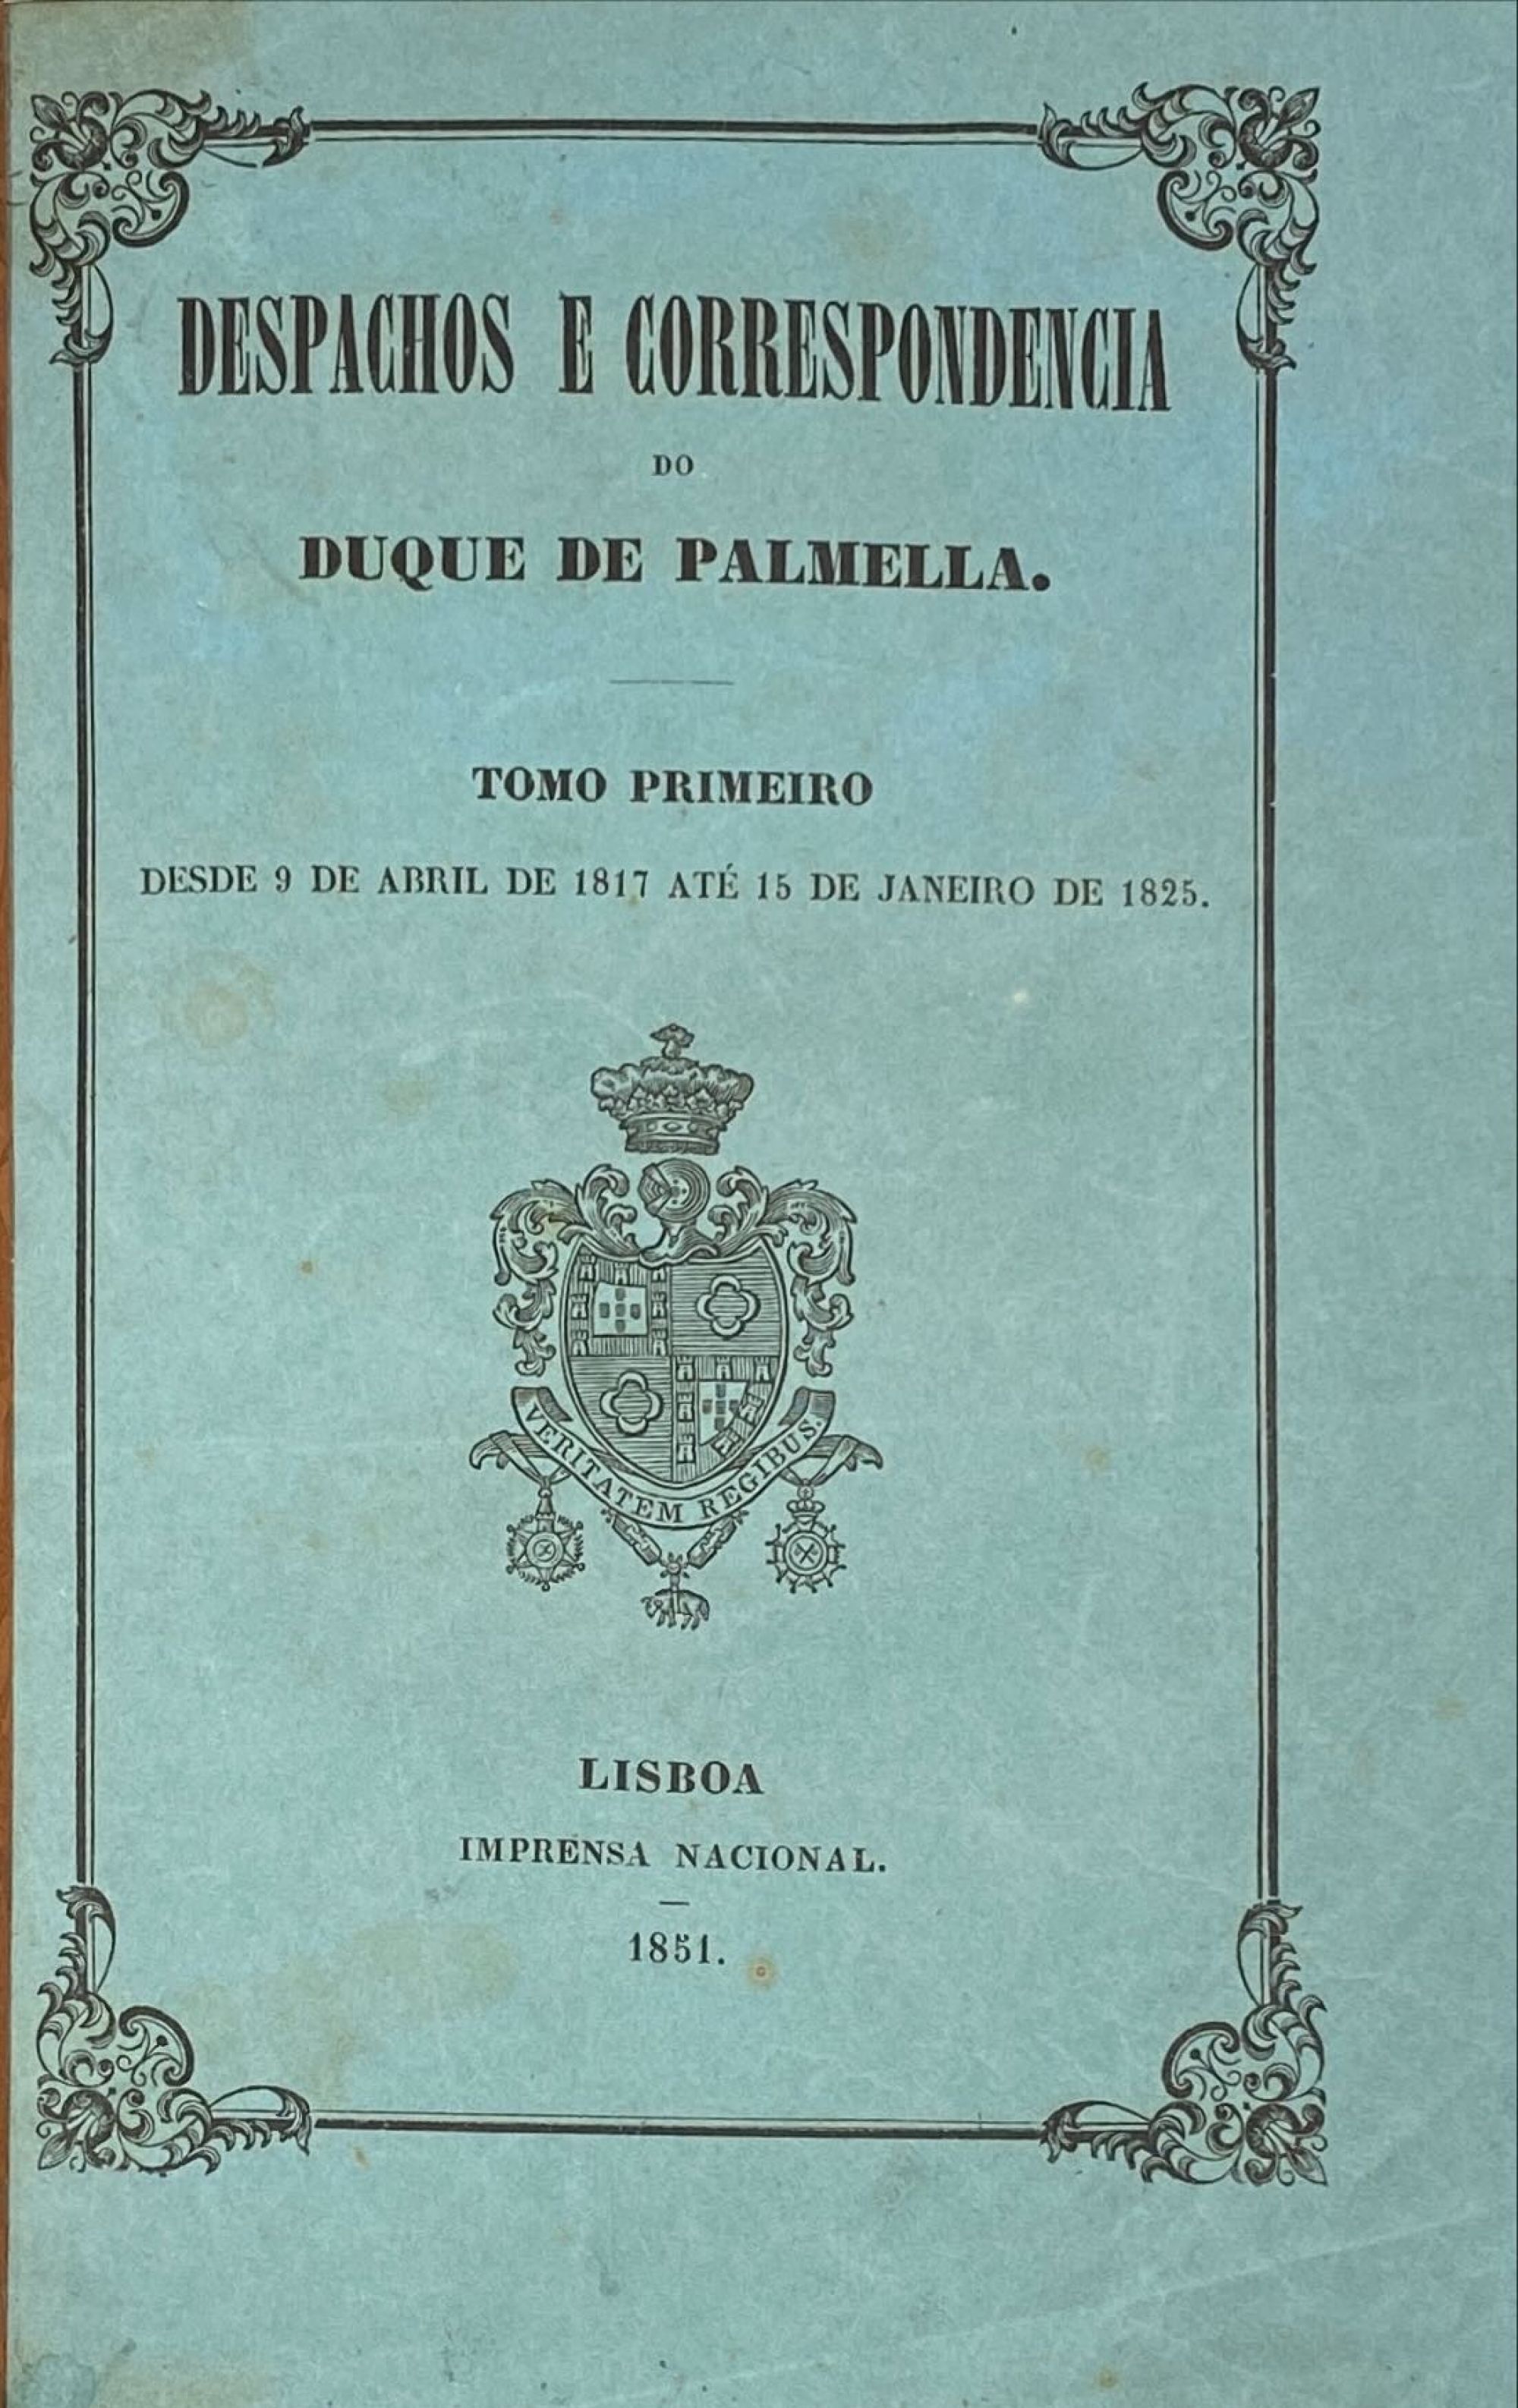 DESPACHOS E CORRESPONDENCIA
DO
DUQUE DE PALMELLA.
TOMO PRIMEIRO
DESDE 9 DE ABRIL DE 1817 ATÉ 15 DE JANEIRO DE 1825.
VERITATEM REGIBUS.
LISBOA
IMPRENSA NACIONAL.
1851.